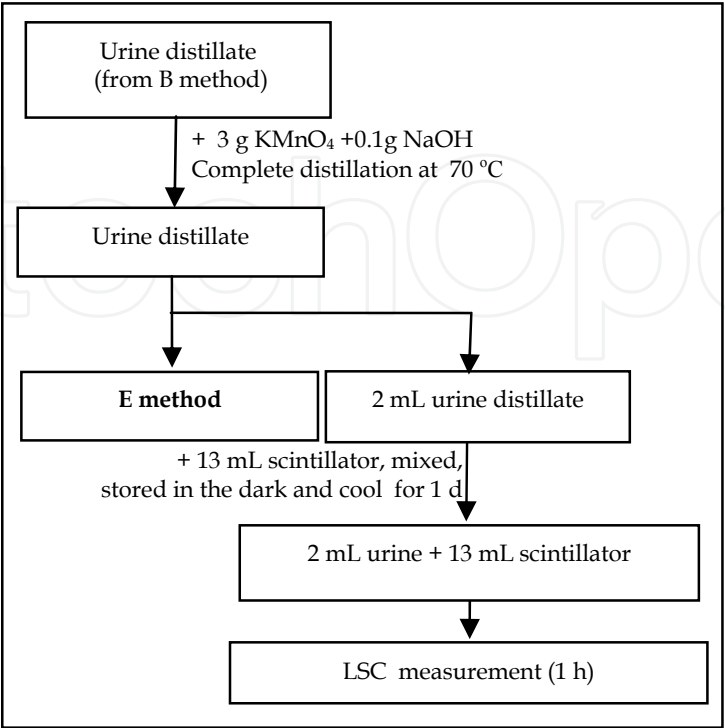 Urine distillate
(from B method)
+ 3 g KMnO₄ +0.1g NaOH
Complete distillation at 70 ºC
Urine distillate
E method
2 mL urine distillate
+ 13 mL scintillator, mixed,
stored in the dark and cool for 1 d
2 mL urine + 13 mL scintillator
LSC measurement (1 h)